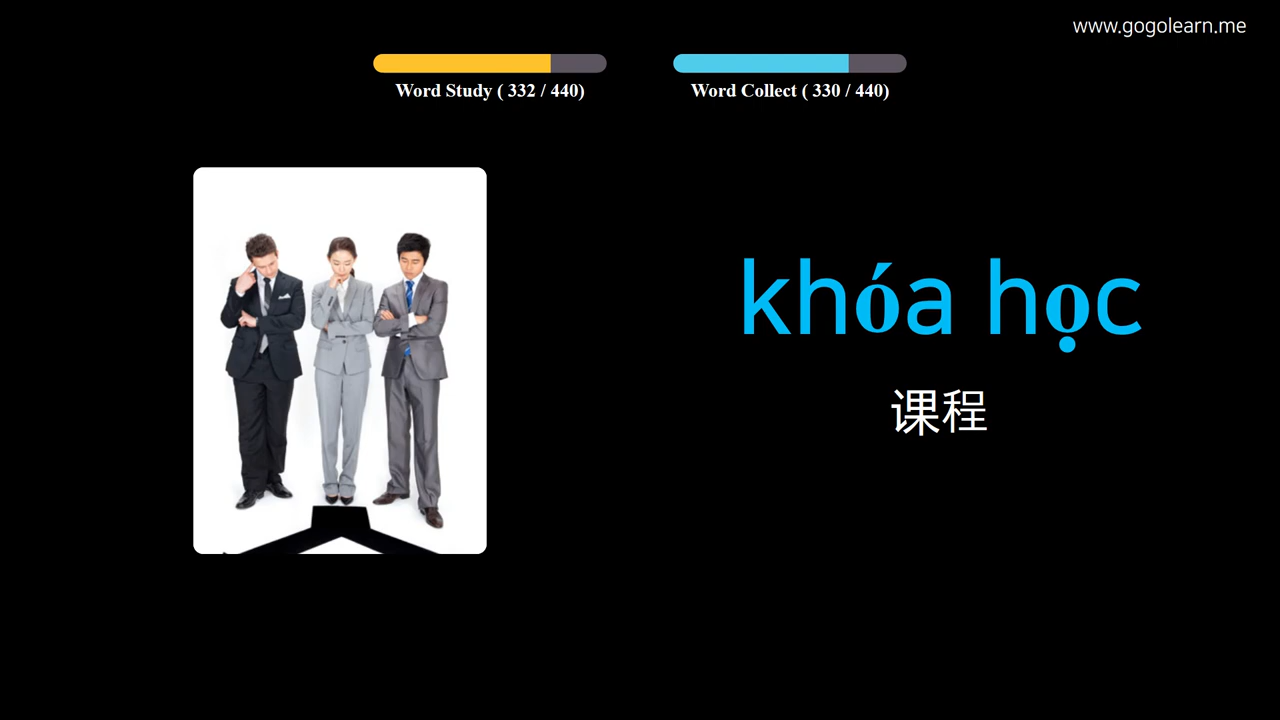 www.gogolearn.me
Word Study ( 332 / 440)
Word Collect ( 330 / 440)
khóa học
课程